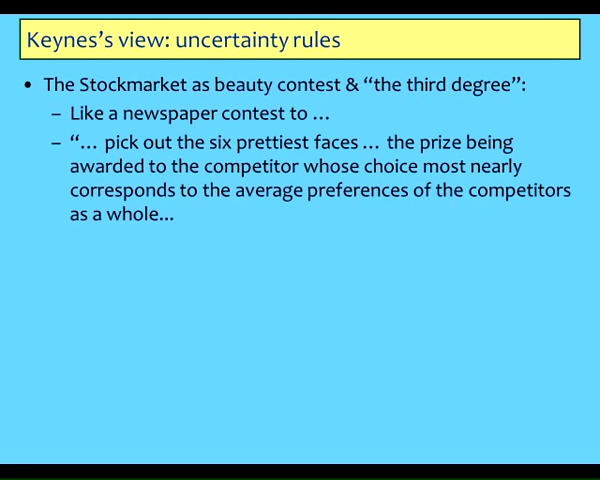 Keynes's view: uncertainty rules
• The Stockmarket as beauty contest & “the third degree”:
– Like a newspaper contest to …
– “… pick out the six prettiest faces … the prize being
awarded to the competitor whose choice most nearly
corresponds to the average preferences of the competitors
as a whole...